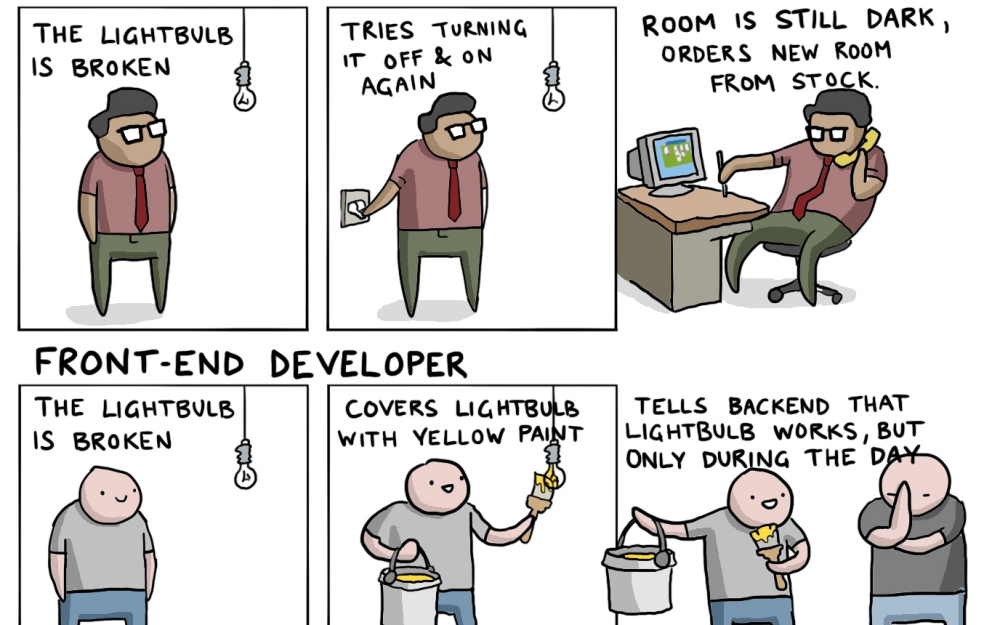 THE LIGHTBULB
IS BROKEN
TRIES TURNING
IT OFF & ON
AGAIN
ROOM IS STILL DARK,
ORDERS NEW ROOM
FROM STOCK.
FRONT-END DEVELOPER
THE LIGHTBULB
IS BROKEN
COVERS LIGHTBULB
WITH YELLOW PAINT
TELLS BACKEND THAT
LIGHTBULB WORKS, BUT
ONLY DURING THE DAY